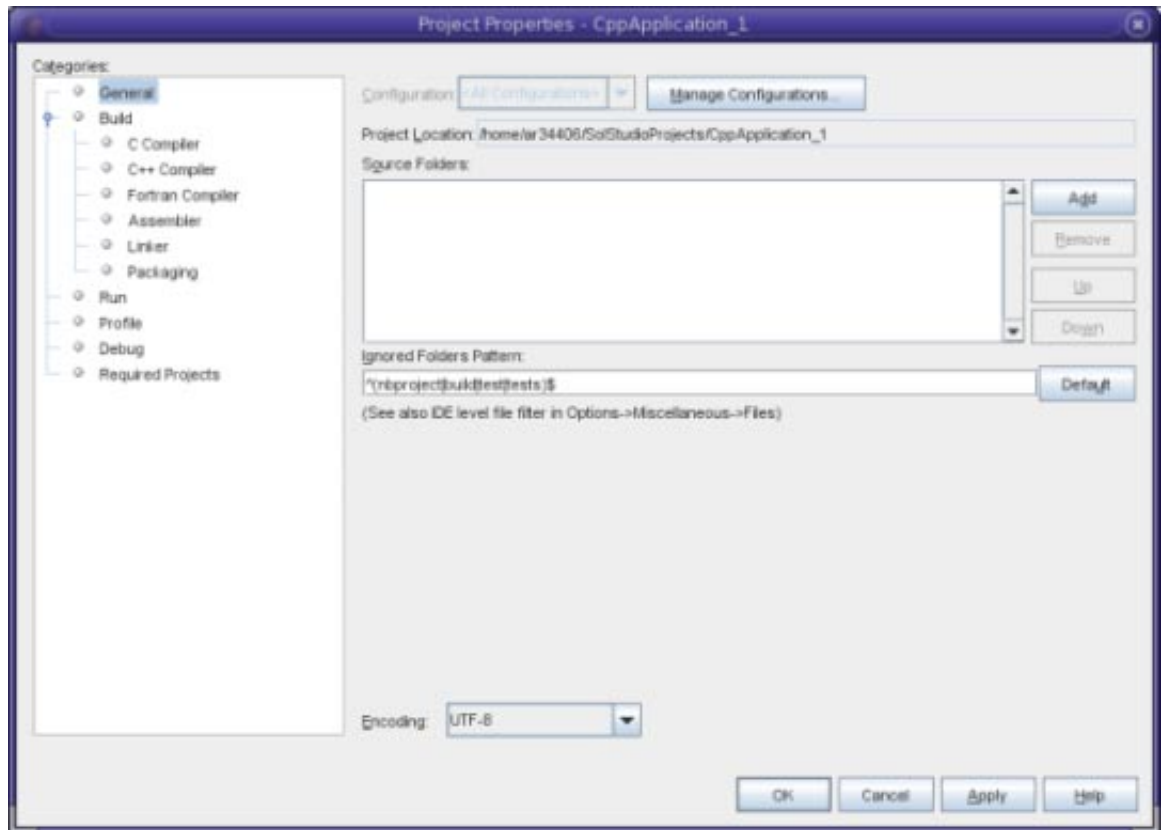 Project Properties - CppApplication_1
Categories:
General
Build
C Compiler
C++ Compiler
Fortran Compiler
Assembler
Linker
Packaging
Run
Profile
Debug
Required Projects
Configuration: <All Configurations> Manage Configurations...
Project Location: /home/ar34406/SolStudioProjects/CppApplication_1
Source Folders:
Add
Remove
Up
Down
Ignored Folders Pattern:
^(nbproject|build|test|tests)$ Default
(See also IDE level file filter in Options->Miscellaneous->Files)
Encoding: UTF-8
OK Cancel Apply Help